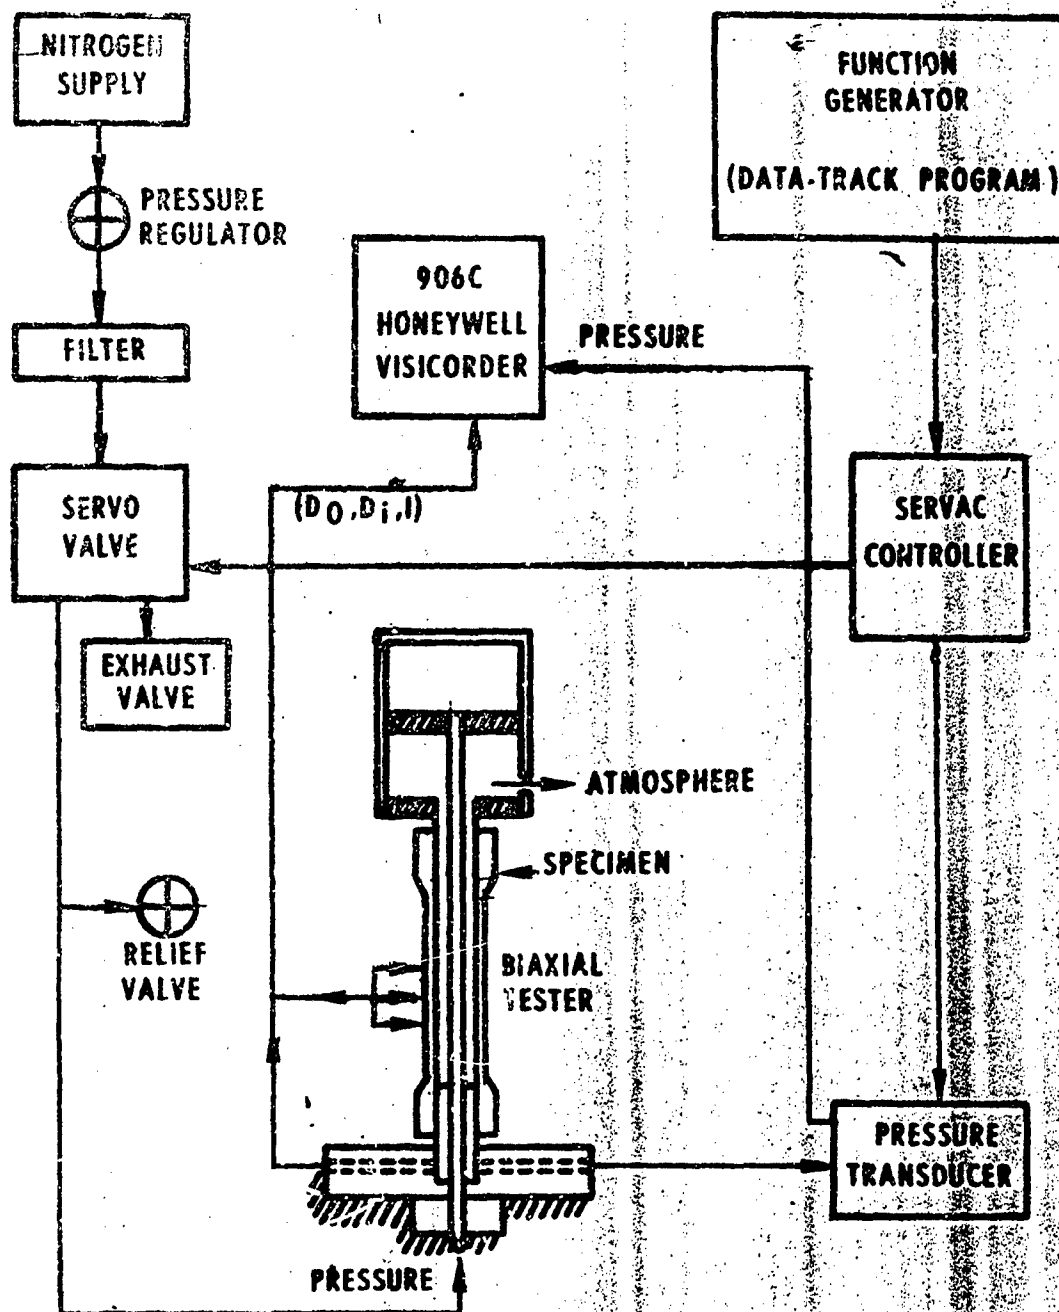 NITROGEN
SUPPLY
FUNCTION
GENERATOR
(DATA-TRACK PROGRAM)
PRESSURE
REGULATOR
906C
HONEYWELL
VISICORDER
PRESSURE
FILTER
SERVO
VALVE
(DO,Di,l)
SERVAC
CONTROLLER
EXHAUST
VALVE
ATMOSPHERE
SPECIMEN
RELIEF
VALVE
BIAXIAL
TESTER
PRESSURE
TRANSDUCER
PRESSURE